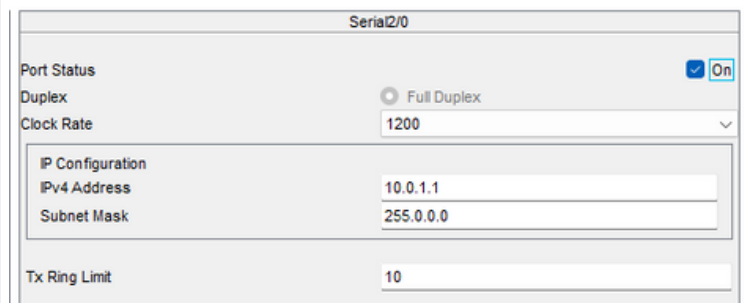 Serial2/0
Port Status On
Duplex Full Duplex
Clock Rate 1200
IP Configuration
IPv4 Address 10.0.1.1
Subnet Mask 255.0.0.0
Tx Ring Limit 10